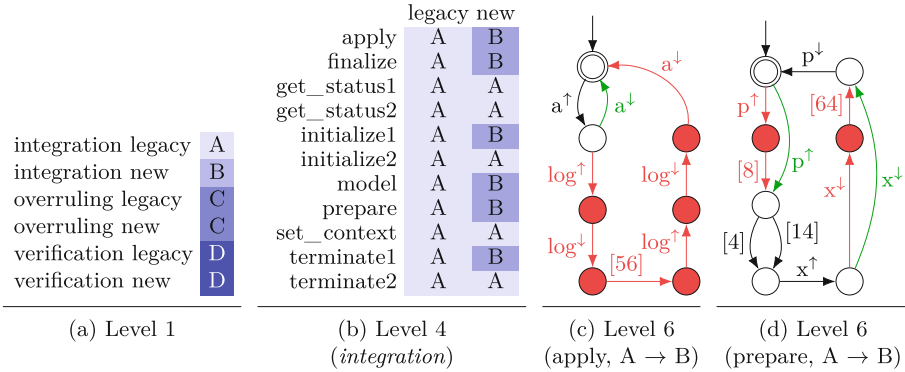 integration legacy A
integration new B
overruling legacy C
overruling new C
verification legacy D
verification new D
(a) Level 1
legacy new
apply A B
finalize A B
get_status1 A A
get_status2 A A
initialize1 A B
initialize2 A A
model A B
prepare A B
set_context A A
terminate1 A B
terminate2 A A
(b) Level 4
(integration)
a↓
a↑ a↓
log↑ log↓
log↓ [56] log↑
(c) Level 6
(apply, A → B)
p↓
p↑ [64]
[8] p↑ x↓ x↓
[4] [14]
x↑
(d) Level 6
(prepare, A → B)